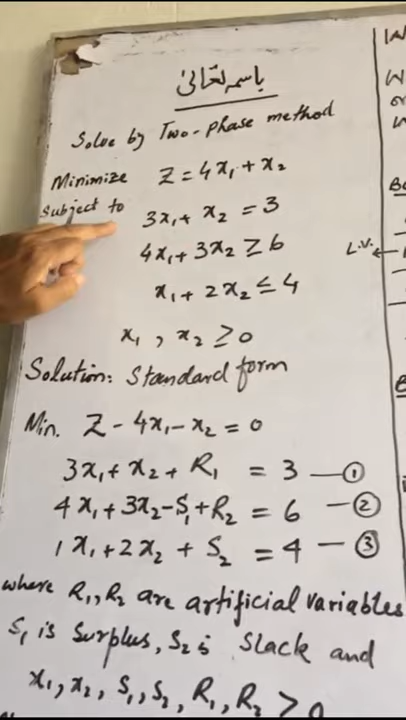 باسمہ تعالیٰ
Solve by Two-phase method
Minimize Z = 4x₁ + x₂
Subject to 3x₁ + x₂ = 3
4x₁ + 3x₂ ≥ 6
x₁ + 2x₂ ≤ 4
x₁, x₂ ≥ 0
Solution: Standard form
Min. Z - 4x₁ - x₂ = 0
3x₁ + x₂ + R₁ = 3 — ①
4x₁ + 3x₂ - S₁ + R₂ = 6 — ②
1x₁ + 2x₂ + S₂ = 4 — ③
where R₁, R₂ are artificial variables
S₁ is Surplus, S₂ is Slack and
x₁, x₂, S₁, S₂, R₁, R₂ ≥ 0
L.V. ←